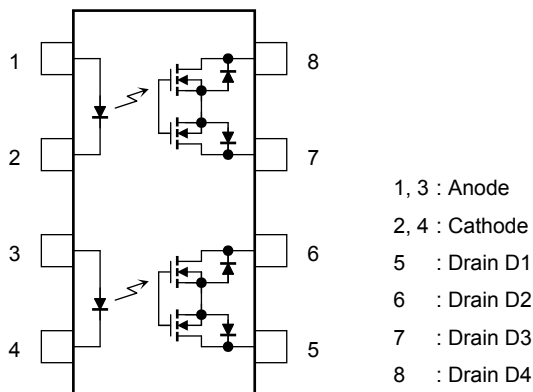 1
8
2
7
3
6
4
5
1, 3 : Anode
2, 4 : Cathode
5 : Drain D1
6 : Drain D2
7 : Drain D3
8 : Drain D4